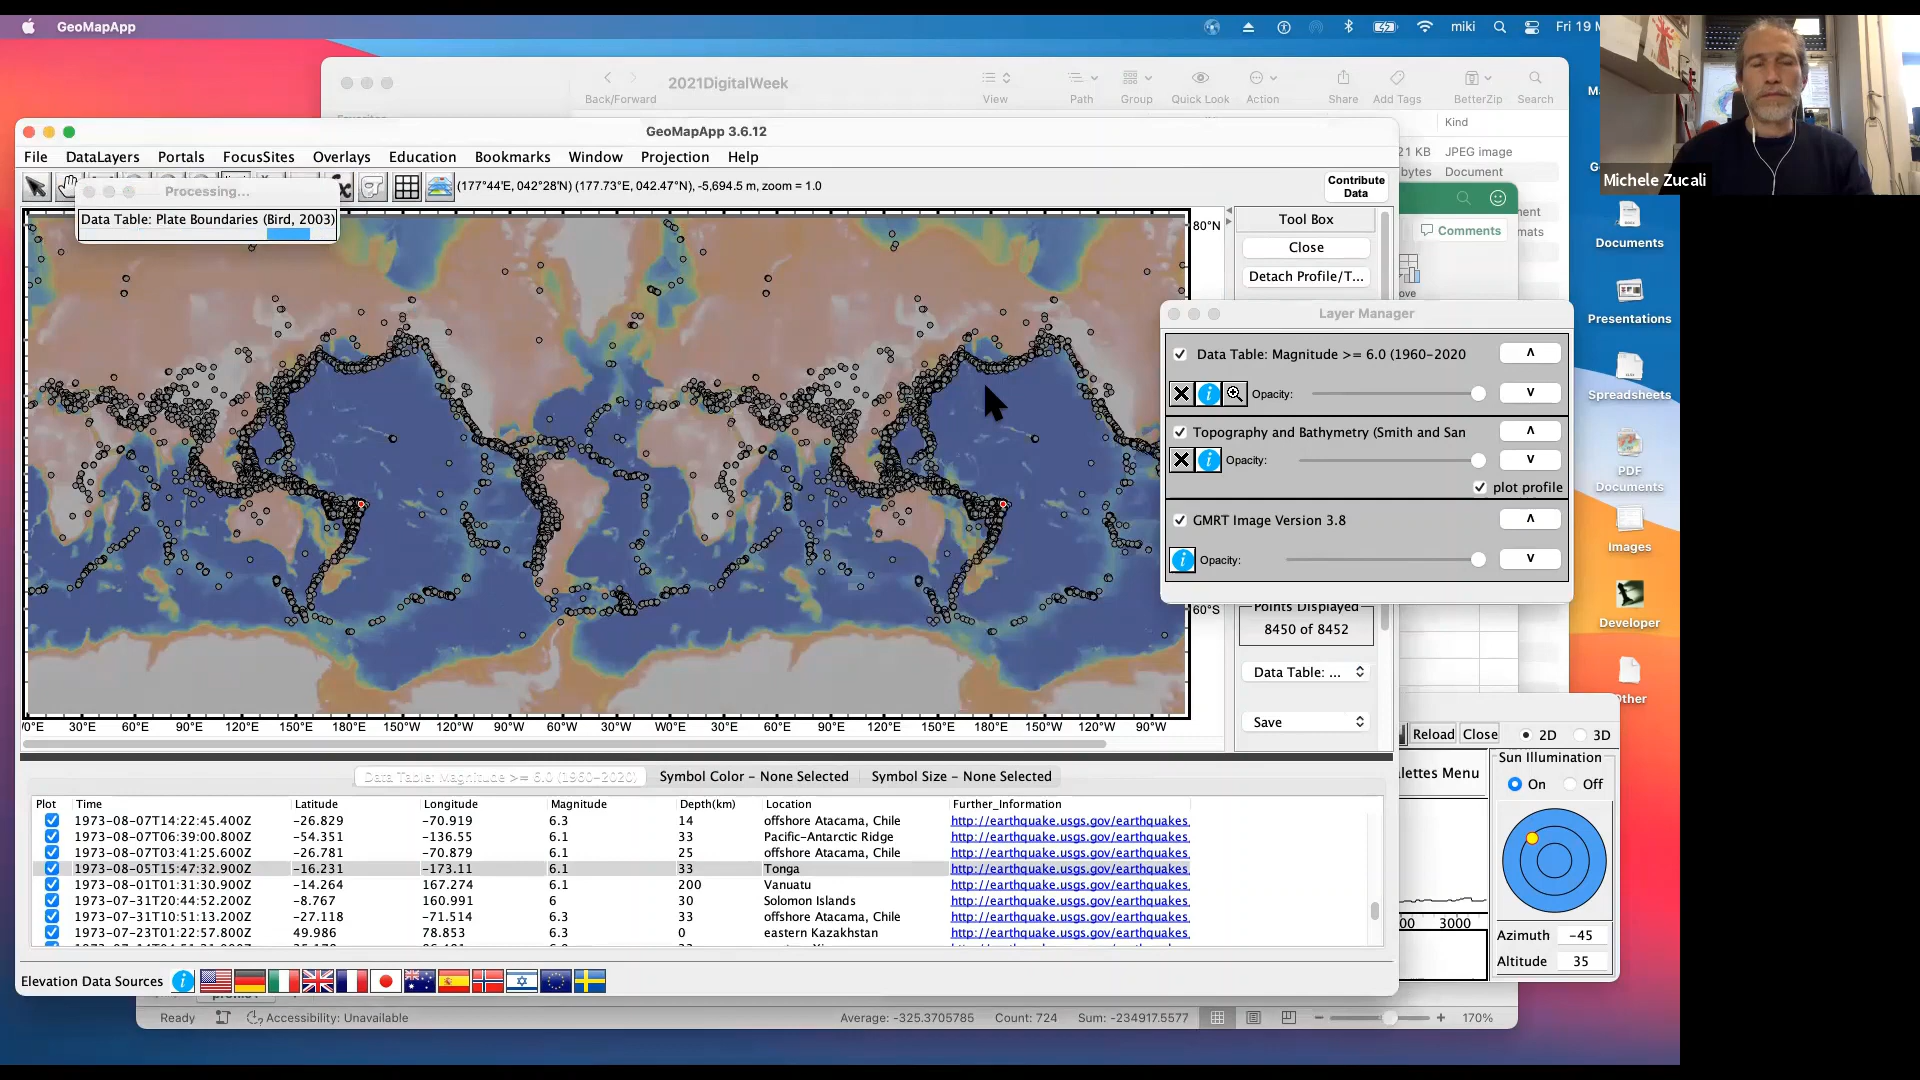 GeoMapApp
miki
Fri 19 M
2021DigitalWeek
Back/Forward
View
Path
Group
Quick Look
Action
Share
Add Tags
BetterZip
Search
Kind
GeoMapApp 3.6.12
File DataLayers Portals FocusSites Overlays Education Bookmarks Window Projection Help
21 KB JPEG image
bytes Document
Michele Zucali
Processing...
(177°44'E, 042°28'N) (177.73°E, 042.47°N), -5,694.5 m, zoom = 1.0
Contribute
Data
Data Table: Plate Boundaries (Bird, 2003)
80°N
Tool Box
Close
Detach Profile/T...
Comments
Documents
Presentations
Spreadsheets
PDF
Documents
Images
Developer
Other
Layer Manager
Data Table: Magnitude >= 6.0 (1960-2020
Opacity:
Topography and Bathymetry (Smith and San
Opacity:
plot profile
GMRT Image Version 3.8
Opacity:
60°S
Points Displayed
8450 of 8452
Data Table: ...
Save
0°E 30°E 60°E 90°E 120°E 150°E 180°E 150°W 120°W 90°W 60°W 30°W W0°E 30°E 60°E 90°E 120°E 150°E 180°E 150°W 120°W 90°W
Reload Close 2D 3D
Sun Illumination
lettes Menu
On Off
00 3000
Azimuth -45
Altitude 35
Data Table: Magnitude >= 6.0 (1960-2020) Symbol Color - None Selected Symbol Size - None Selected
Plot Time Latitude Longitude Magnitude Depth(km) Location Further_Information
1973-08-07T14:22:45.400Z -26.829 -70.919 6.3 14 offshore Atacama, Chile http://earthquake.usgs.gov/earthquakes
1973-08-07T06:39:00.800Z -54.351 -136.55 6.1 33 Pacific-Antarctic Ridge http://earthquake.usgs.gov/earthquakes
1973-08-07T03:41:25.600Z -26.781 -70.879 6.1 25 offshore Atacama, Chile http://earthquake.usgs.gov/earthquakes
1973-08-05T15:47:32.900Z -16.231 -173.11 6.1 33 Tonga http://earthquake.usgs.gov/earthquakes
1973-08-01T01:31:30.900Z -14.264 167.274 6.1 200 Vanuatu http://earthquake.usgs.gov/earthquakes
1973-07-31T20:44:52.200Z -8.767 160.991 6 30 Solomon Islands http://earthquake.usgs.gov/earthquakes
1973-07-31T10:51:13.200Z -27.118 -71.514 6.3 33 offshore Atacama, Chile http://earthquake.usgs.gov/earthquakes
1973-07-23T01:22:57.800Z 49.986 78.853 6.3 0 eastern Kazakhstan http://earthquake.usgs.gov/earthquakes
Elevation Data Sources
Ready
Accessibility: Unavailable
Average: -325.3705785 Count: 724 Sum: -234917.5577
170%